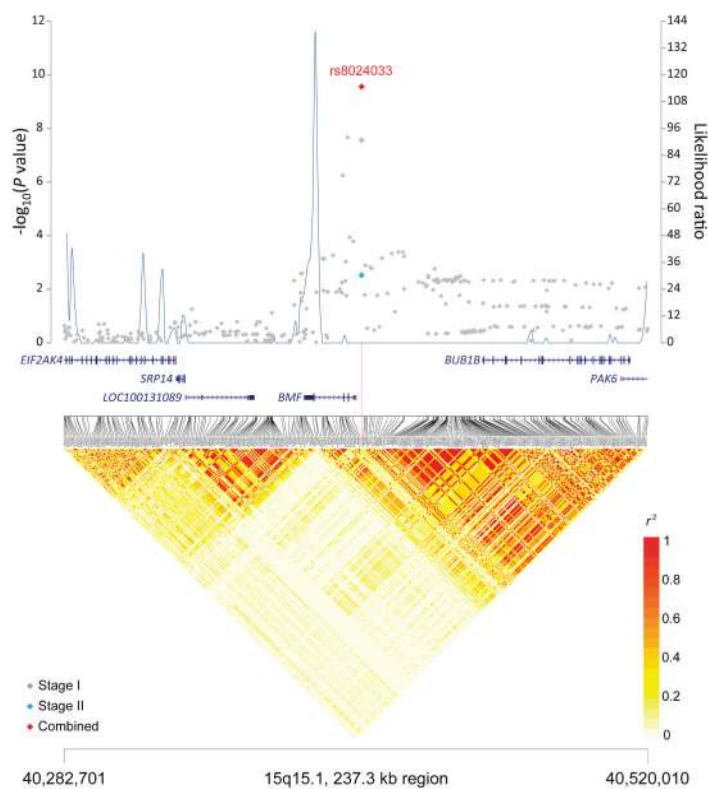 12
10
8
6
4
2
0
-log10(P value)
144
132
120
108
96
84
72
60
48
36
24
12
0
Likelihood ratio
rs8024033
EIF2AK4
SRP14
LOC100131089
BMF
BUB1B
PAK6
r²
1
0.8
0.6
0.4
0.2
0
Stage I
Stage II
Combined
40,282,701
15q15.1, 237.3 kb region
40,520,010